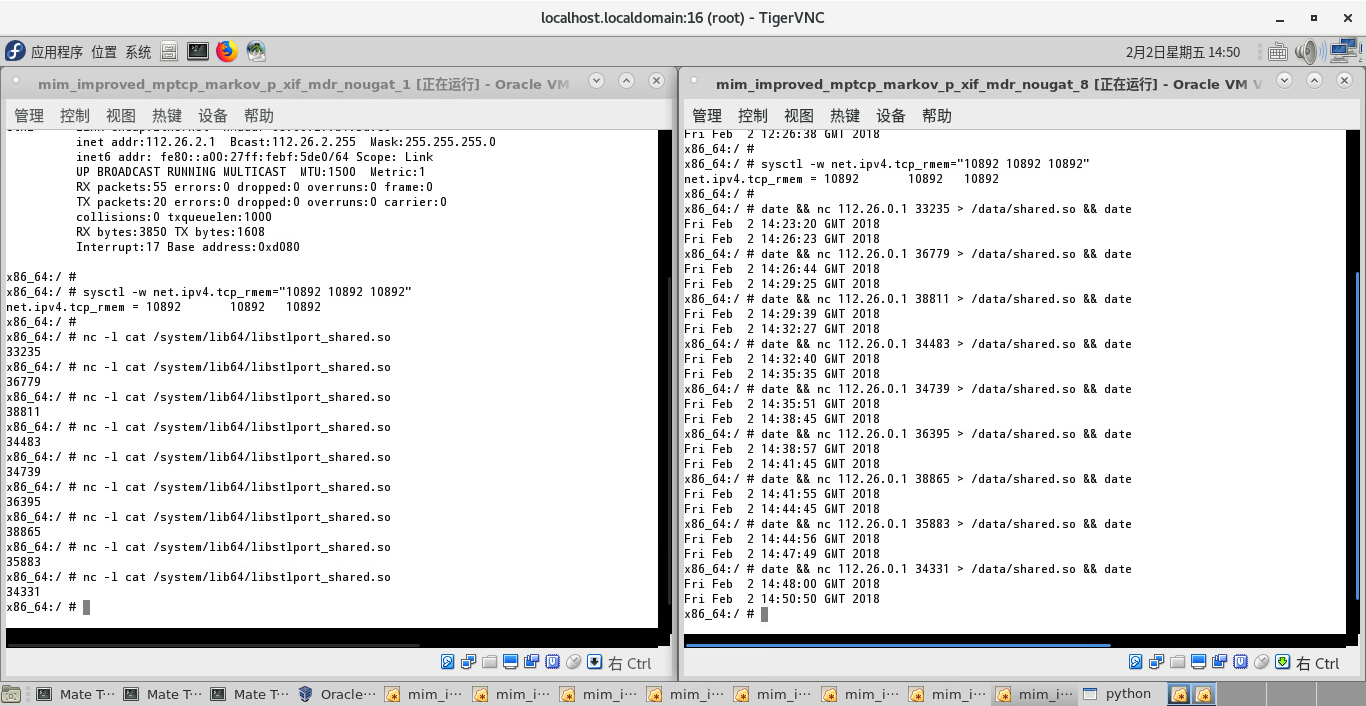 localhost.localdomain:16 (root) - TigerVNC
应用程序 位置 系统
2月2日星期五 14:50
mim_improved_mptcp_markov_p_xif_mdr_nougat_1 [正在运行] - Oracle VM
管理 控制 视图 热键 设备 帮助
inet addr:112.26.2.1 Bcast:112.26.2.255 Mask:255.255.255.0
inet6 addr: fe80::a00:27ff:febf:5de0/64 Scope: Link
UP BROADCAST RUNNING MULTICAST MTU:1500 Metric:1
RX packets:55 errors:0 dropped:0 overruns:0 frame:0
TX packets:20 errors:0 dropped:0 overruns:0 carrier:0
collisions:0 txqueuelen:1000
RX bytes:3850 TX bytes:1608
Interrupt:17 Base address:0xd080
x86_64:/ #
x86_64:/ # sysctl -w net.ipv4.tcp_rmem="10892 10892 10892"
net.ipv4.tcp_rmem = 10892 10892 10892
x86_64:/ #
x86_64:/ # nc -l cat /system/lib64/libstlport_shared.so
33235
x86_64:/ # nc -l cat /system/lib64/libstlport_shared.so
36779
x86_64:/ # nc -l cat /system/lib64/libstlport_shared.so
38811
x86_64:/ # nc -l cat /system/lib64/libstlport_shared.so
34483
x86_64:/ # nc -l cat /system/lib64/libstlport_shared.so
34739
x86_64:/ # nc -l cat /system/lib64/libstlport_shared.so
36395
x86_64:/ # nc -l cat /system/lib64/libstlport_shared.so
38865
x86_64:/ # nc -l cat /system/lib64/libstlport_shared.so
35883
x86_64:/ # nc -l cat /system/lib64/libstlport_shared.so
34331
x86_64:/ #
右 Ctrl
mim_improved_mptcp_markov_p_xif_mdr_nougat_8 [正在运行] - Oracle VM V
管理 控制 视图 热键 设备 帮助
Fri Feb 2 12:26:38 GMT 2018
x86_64:/ #
x86_64:/ # sysctl -w net.ipv4.tcp_rmem="10892 10892 10892"
net.ipv4.tcp_rmem = 10892 10892 10892
x86_64:/ #
x86_64:/ # date && nc 112.26.0.1 33235 > /data/shared.so && date
Fri Feb 2 14:23:20 GMT 2018
Fri Feb 2 14:26:23 GMT 2018
x86_64:/ # date && nc 112.26.0.1 36779 > /data/shared.so && date
Fri Feb 2 14:26:44 GMT 2018
Fri Feb 2 14:29:25 GMT 2018
x86_64:/ # date && nc 112.26.0.1 38811 > /data/shared.so && date
Fri Feb 2 14:29:39 GMT 2018
Fri Feb 2 14:32:27 GMT 2018
x86_64:/ # date && nc 112.26.0.1 34483 > /data/shared.so && date
Fri Feb 2 14:32:40 GMT 2018
Fri Feb 2 14:35:35 GMT 2018
x86_64:/ # date && nc 112.26.0.1 34739 > /data/shared.so && date
Fri Feb 2 14:35:51 GMT 2018
Fri Feb 2 14:38:45 GMT 2018
x86_64:/ # date && nc 112.26.0.1 36395 > /data/shared.so && date
Fri Feb 2 14:38:57 GMT 2018
Fri Feb 2 14:41:45 GMT 2018
x86_64:/ # date && nc 112.26.0.1 38865 > /data/shared.so && date
Fri Feb 2 14:41:55 GMT 2018
Fri Feb 2 14:44:45 GMT 2018
x86_64:/ # date && nc 112.26.0.1 35883 > /data/shared.so && date
Fri Feb 2 14:44:56 GMT 2018
Fri Feb 2 14:47:49 GMT 2018
x86_64:/ # date && nc 112.26.0.1 34331 > /data/shared.so && date
Fri Feb 2 14:48:00 GMT 2018
Fri Feb 2 14:50:50 GMT 2018
x86_64:/ #
右 Ctrl
Mate T··· Mate T··· Mate T··· Oracle··· mim_i··· mim_i··· mim_i··· mim_i··· mim_i··· mim_i··· mim_i··· mim_i··· python